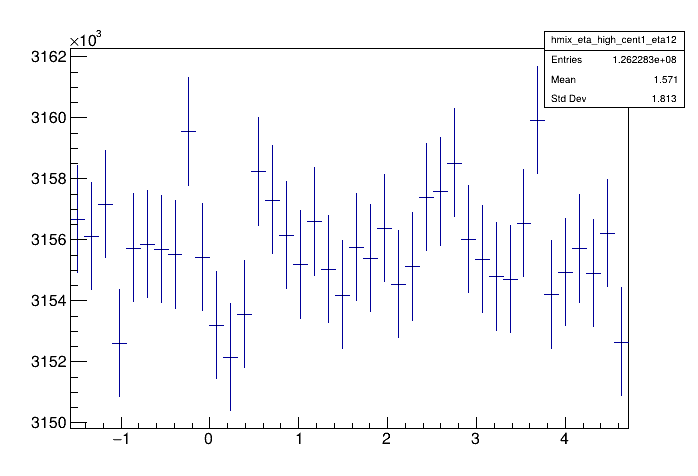 ×10³
hmix_eta_high_cent1_eta12
Entries 1.262283e+08
Mean 1.571
Std Dev 1.813
3162
3160
3158
3156
3154
3152
3150
−1 0 1 2 3 4